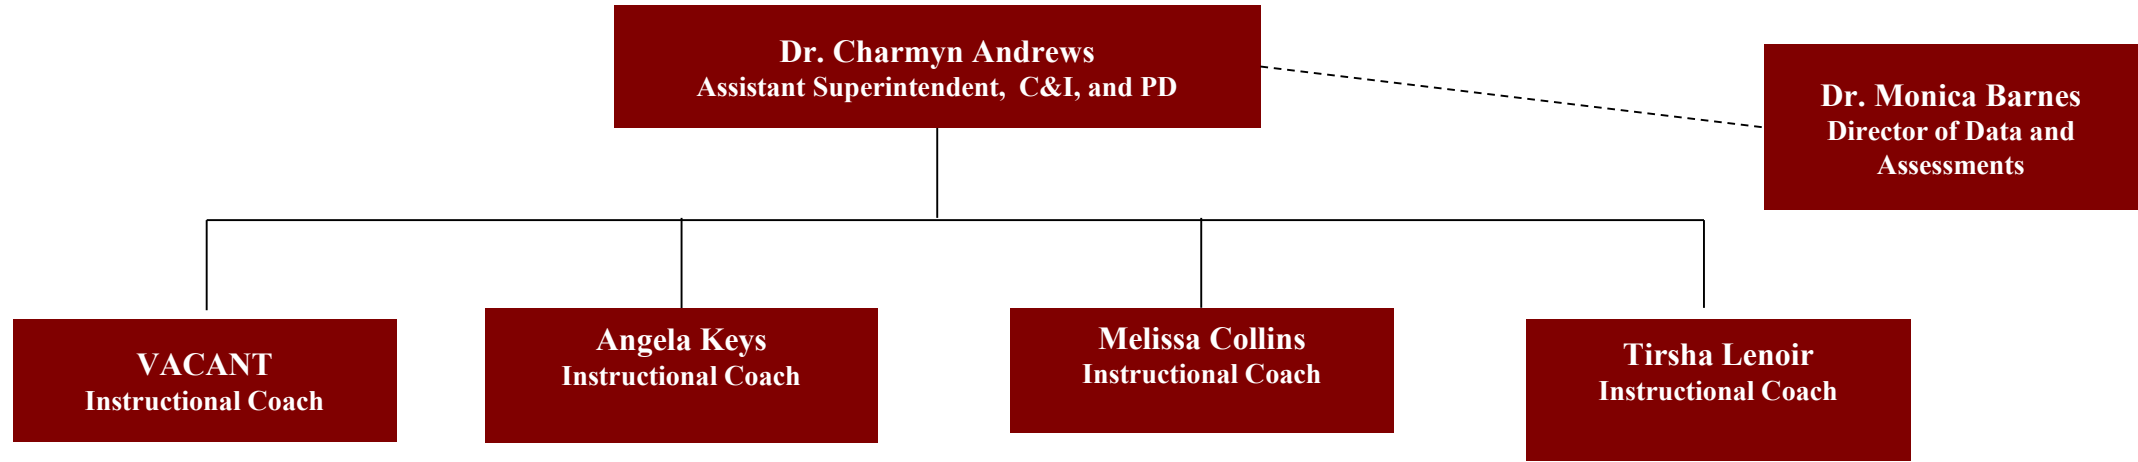 Dr. Charmyn Andrews
Assistant Superintendent, C&I, and PD
Dr. Monica Barnes
Director of Data and
Assessments
VACANT
Instructional Coach
Angela Keys
Instructional Coach
Melissa Collins
Instructional Coach
Tirsha Lenoir
Instructional Coach